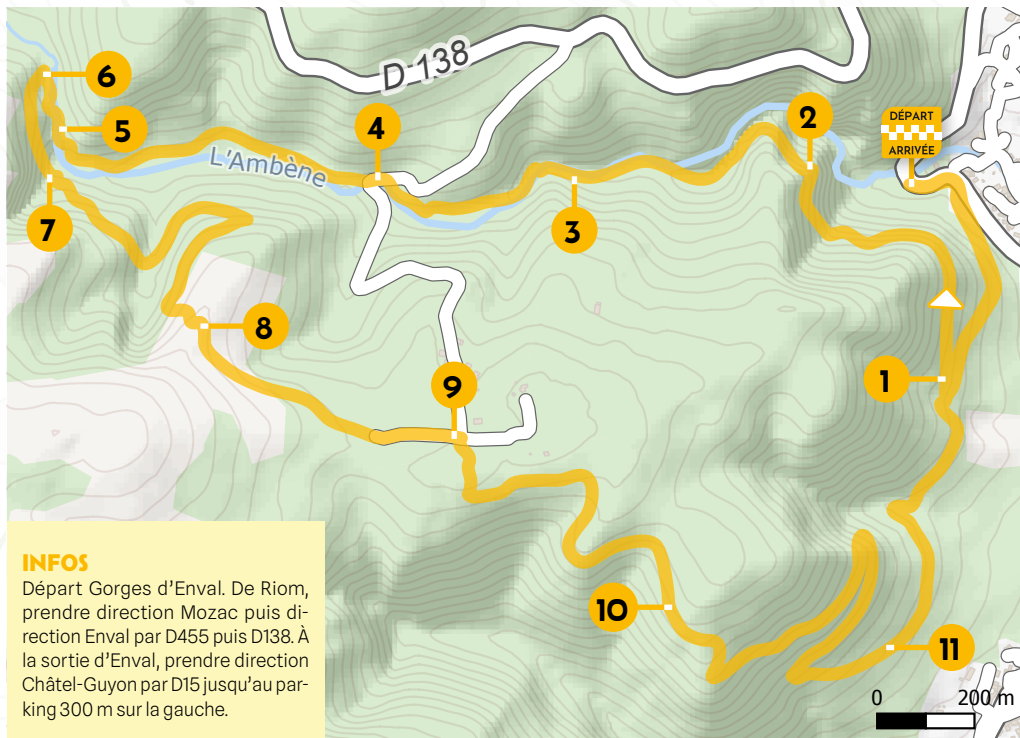 D 138
6
5
4
2
DÉPART
ARRIVÉE
L'Ambène
7
3
8
1
9
10
11
INFOS
Départ Gorges d'Enval. De Riom,
prendre direction Mozac puis di-
rection Enval par D455 puis D138. À
la sortie d'Enval, prendre direction
Châtel-Guyon par D15 jusqu'au par-
king 300 m sur la gauche.
0 200 m